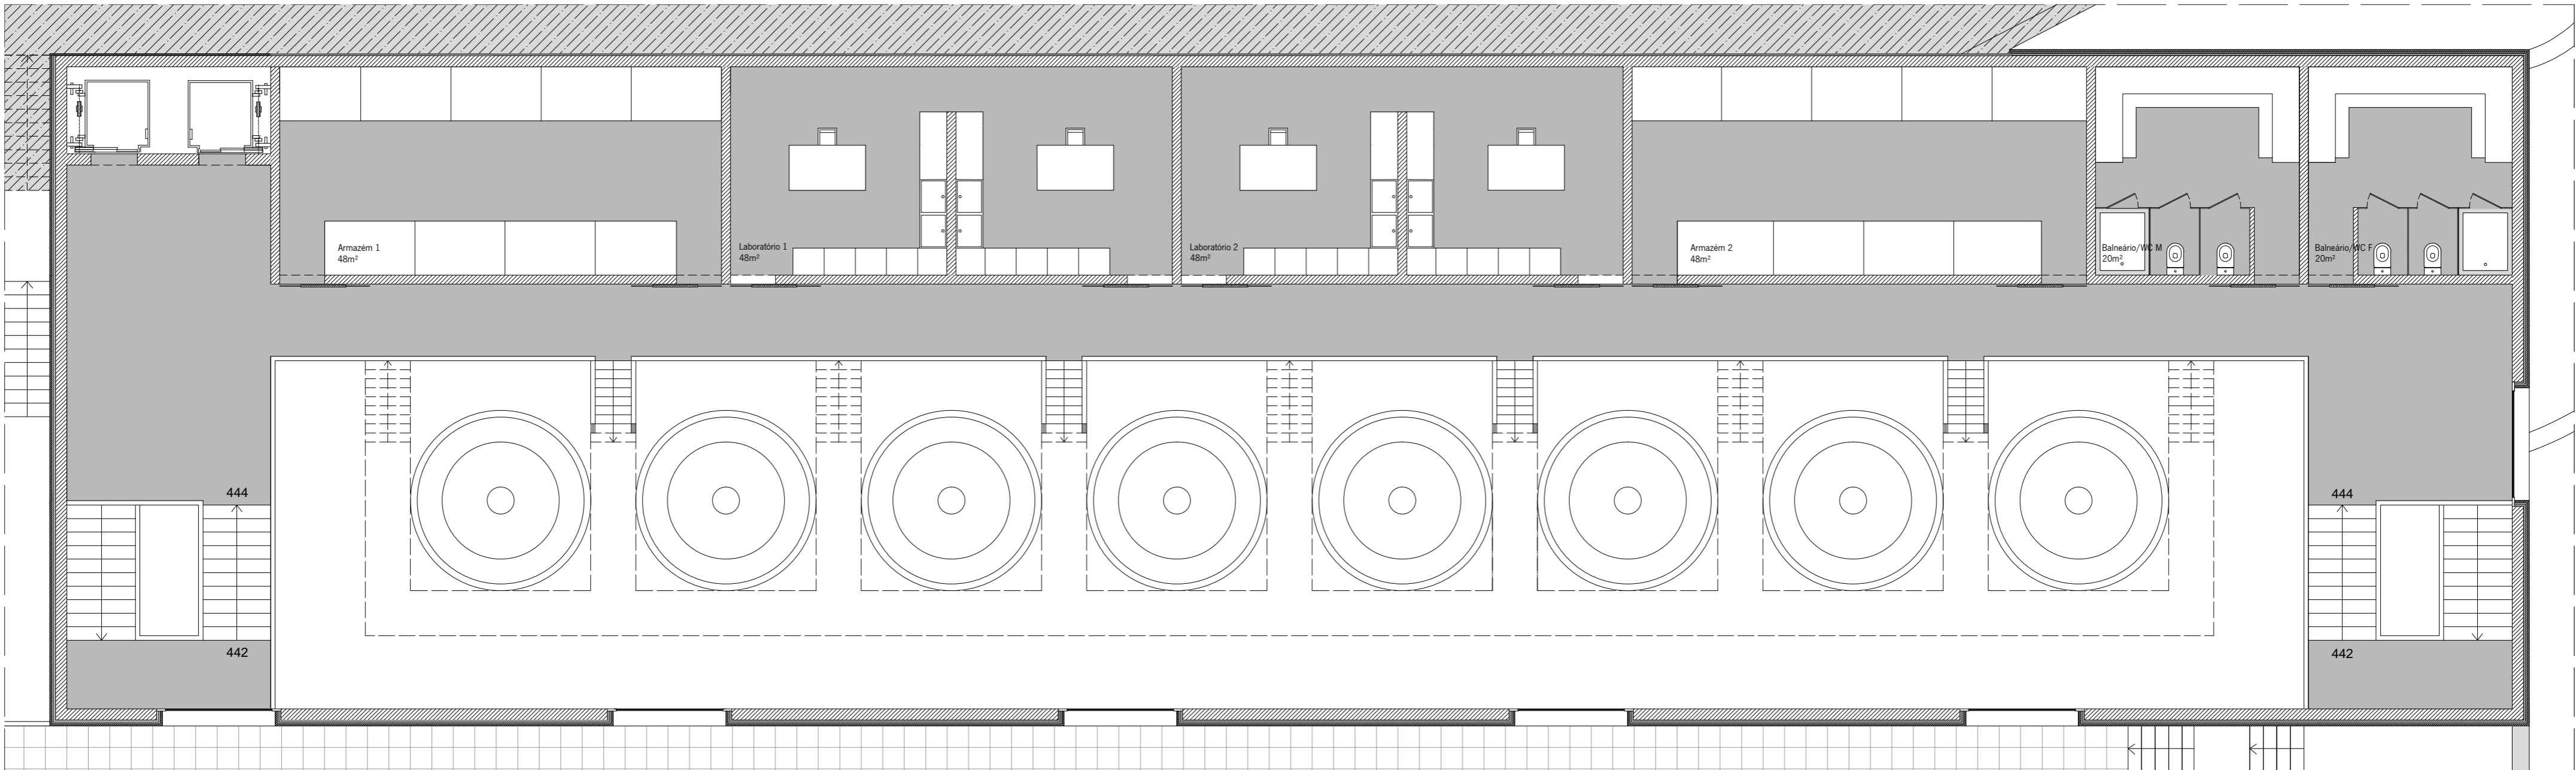 Armazém 1
48m²
Laboratório 1
48m²
Laboratório 2
48m²
Armazém 2
48m²
Balneário/WC M
20m²
Balneário/WC F
20m²
444
444
442
442